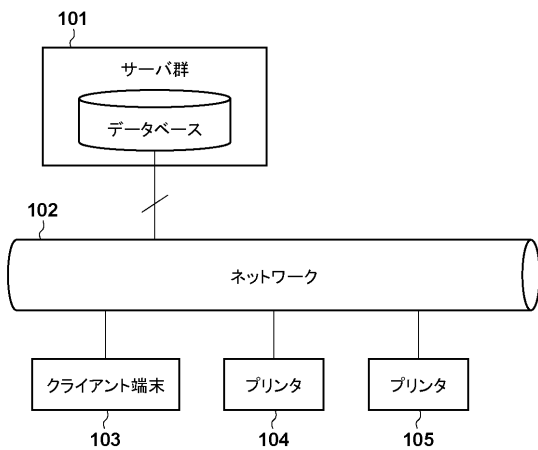 101
サーバ群
データベース
102
ネットワーク
クライアント端末
プリンタ
プリンタ
103
104
105